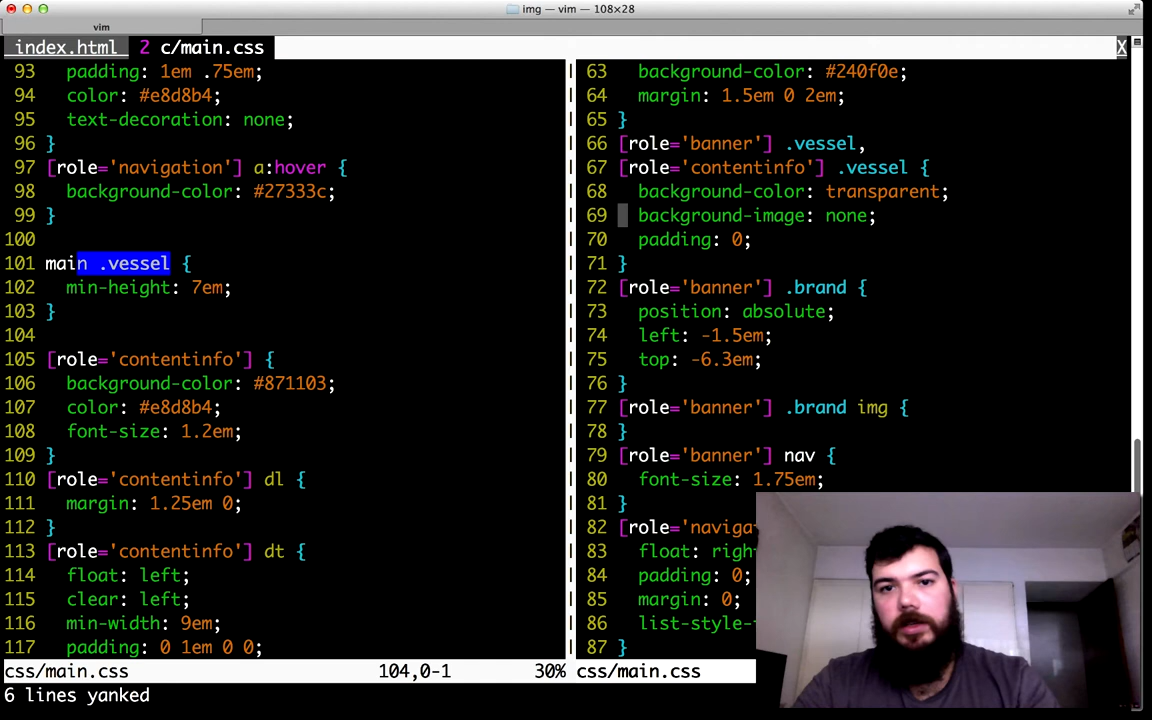 img — vim — 108×28
vim
index.html  2 c/main.css X
93 padding: 1em .75em;
94 color: #e8d8b4;
95 text-decoration: none;
96 }
97 [role='navigation'] a:hover {
98 background-color: #27333c;
99 }
100
101 main .vessel {
102 min-height: 7em;
103 }
104
105 [role='contentinfo'] {
106 background-color: #871103;
107 color: #e8d8b4;
108 font-size: 1.2em;
109 }
110 [role='contentinfo'] dl {
111 margin: 1.25em 0;
112 }
113 [role='contentinfo'] dt {
114 float: left;
115 clear: left;
116 min-width: 9em;
117 padding: 0 1em 0 0;
63 background-color: #240f0e;
64 margin: 1.5em 0 2em;
65 }
66 [role='banner'] .vessel,
67 [role='contentinfo'] .vessel {
68 background-color: transparent;
69 background-image: none;
70 padding: 0;
71 }
72 [role='banner'] .brand {
73 position: absolute;
74 left: -1.5em;
75 top: -6.3em;
76 }
77 [role='banner'] .brand img {
78 }
79 [role='banner'] nav {
80 font-size: 1.75em;
81 }
82 [role='naviga
83 float: righ
84 padding: 0;
85 margin: 0;
86 list-style-
87 }
css/main.css 104,0-1 30% css/main.css
6 lines yanked